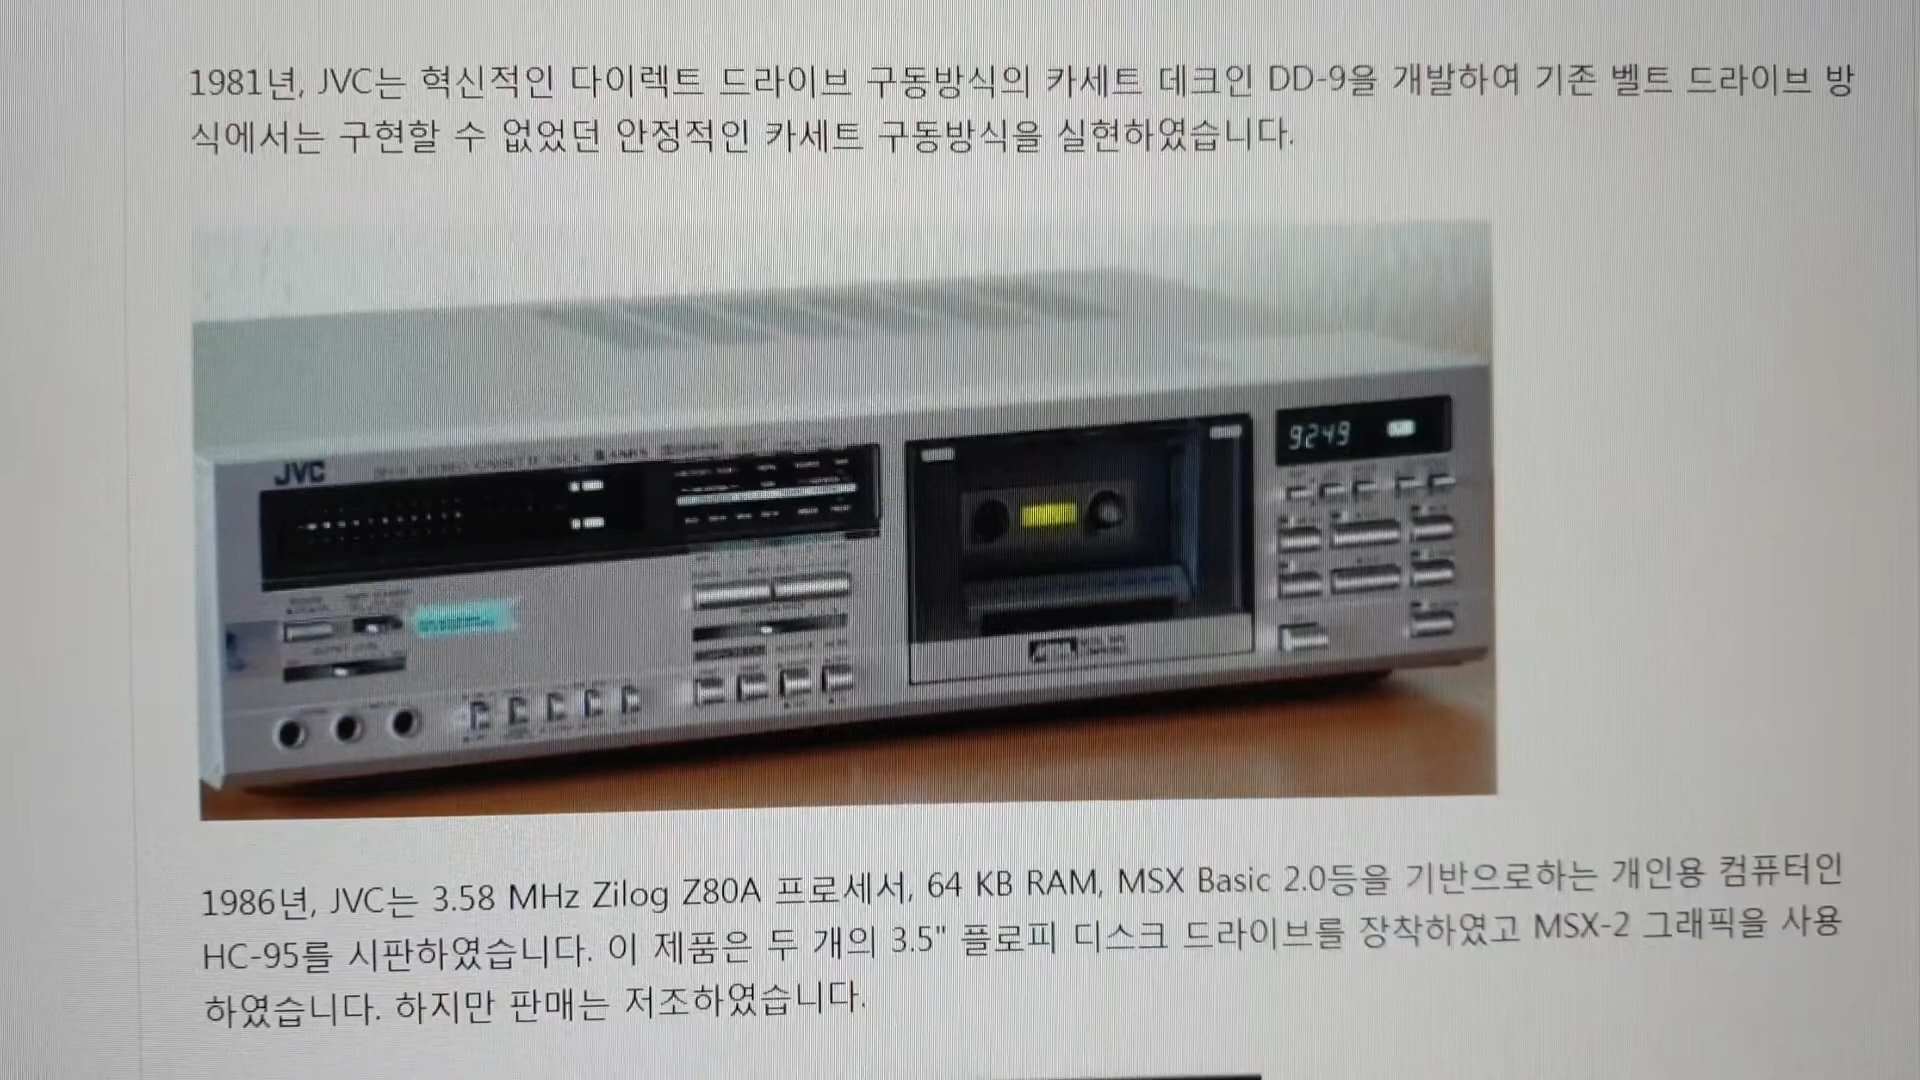 1981년, JVC는 혁신적인 다이렉트 드라이브 구동방식의 카세트 데크인 DD-9을 개발하여 기존 벨트 드라이브 방
식에서는 구현할 수 없었던 안정적인 카세트 구동방식을 실현하였습니다.
JVC
9249
1986년, JVC는 3.58 MHz Zilog Z80A 프로세서, 64 KB RAM, MSX Basic 2.0등을 기반으로하는 개인용 컴퓨터인
HC-95를 시판하였습니다. 이 제품은 두 개의 3.5" 플로피 디스크 드라이브를 장착하였고 MSX-2 그래픽을 사용
하였습니다. 하지만 판매는 저조하였습니다.